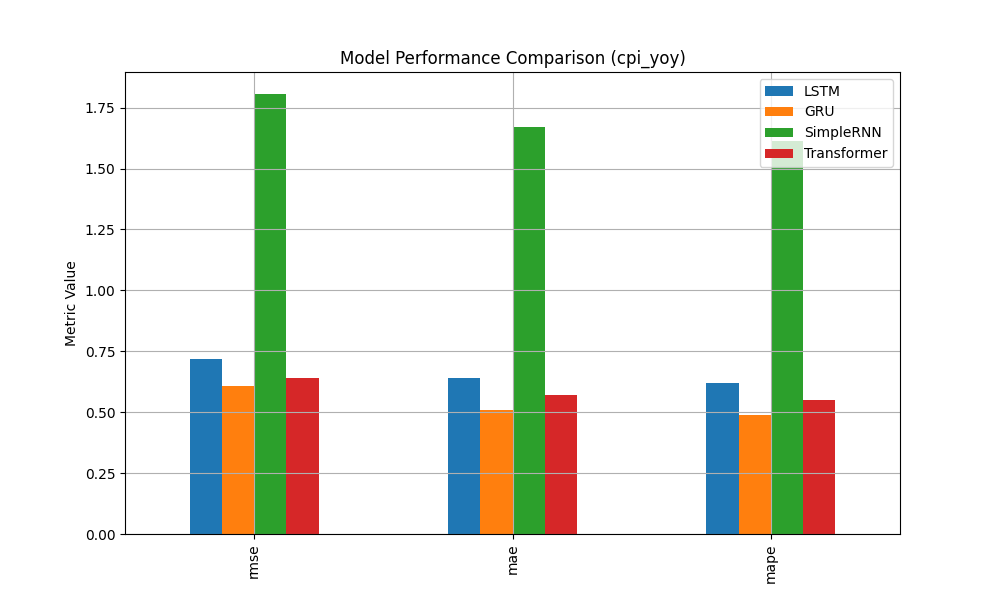 Model Performance Comparison (cpi_yoy)
LSTM
GRU
SimpleRNN
Transformer
Metric Value
1.75
1.50
1.25
1.00
0.75
0.50
0.25
0.00
rmse
mae
mape